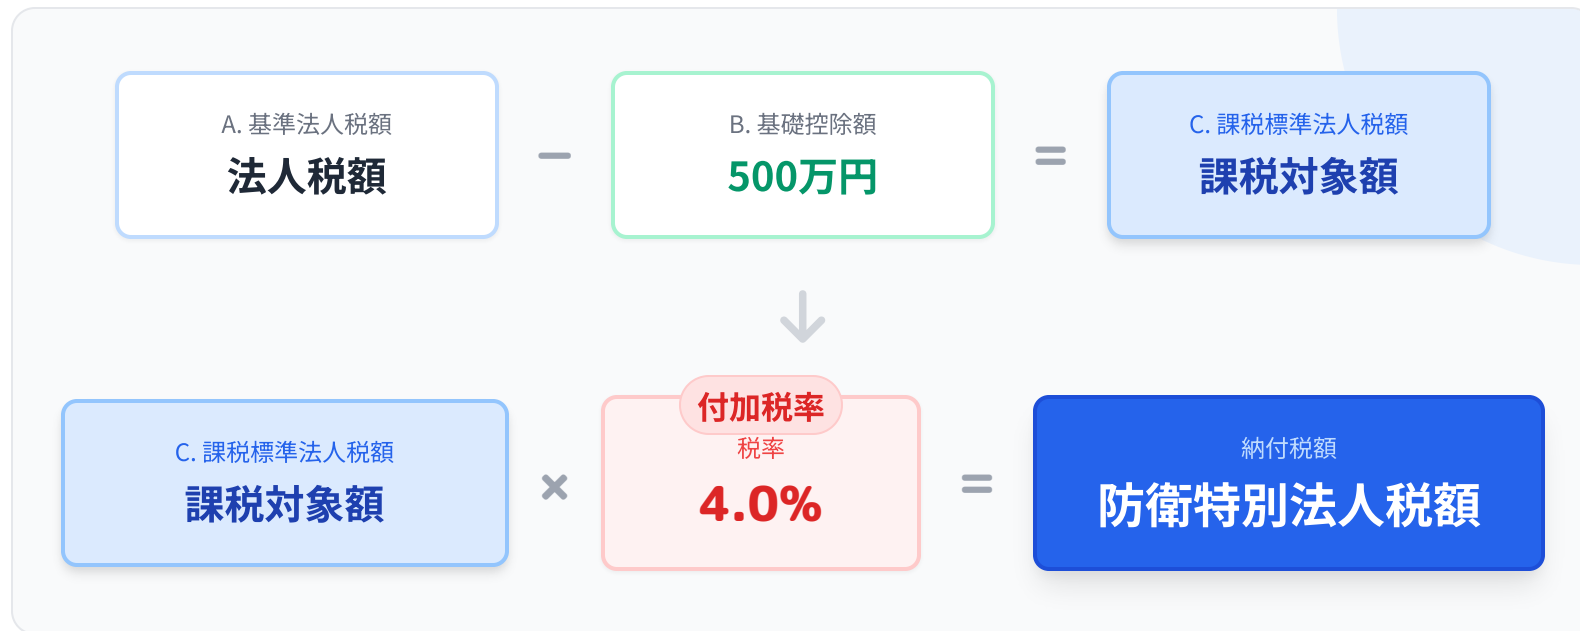 A. 基準法人税額
法人税額
−
B. 基礎控除額
500万円
=
C. 課税標準法人税額
課税対象額
C. 課税標準法人税額
課税対象額
×
付加税率
税率
4.0%
=
納付税額
防衛特別法人税額